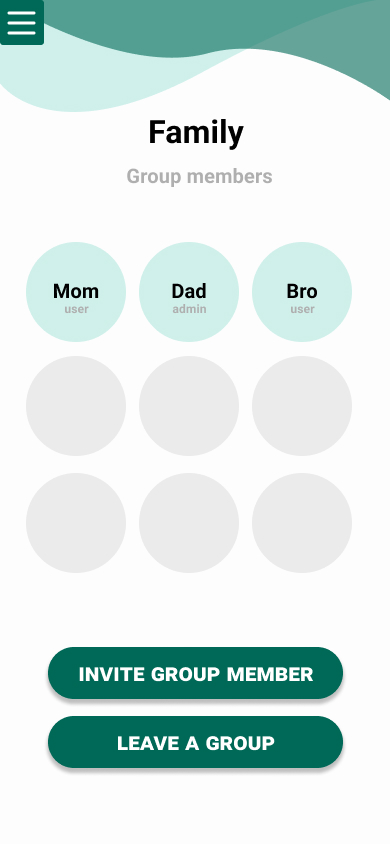 Family
Group members
Mom Dad Bro
user admin user
INVITE GROUP MEMBER
LEAVE A GROUP